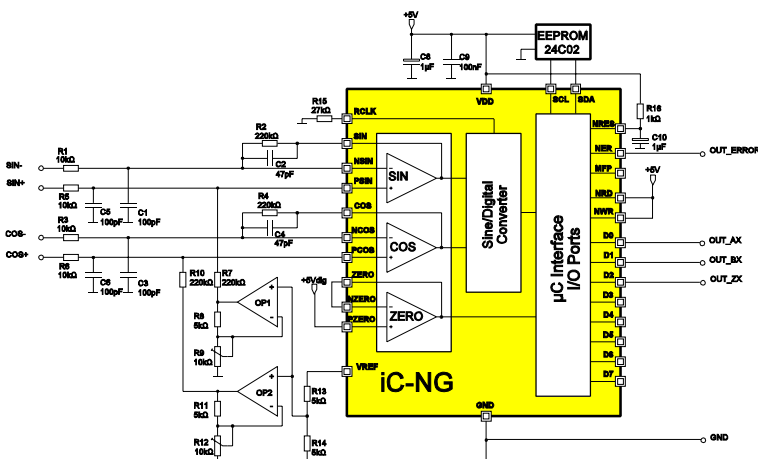 +5V
EEPROM
24C02
C8
1µF
C9
100nF
VDD
SCL
SDA
R16
1kΩ
R15
27kΩ
RCLK
NRES
C10
1µF
R2
220kΩ
SIN
NER
OUT_ERROR
R1
10kΩ
C2
47pF
NSIN
MFP
+5V
SIN-
SIN
SIN+
R5
10kΩ
PSIN
NRD
R4
220kΩ
COS
NWR
C5
100pF
C1
100pF
Sine/Digital
Converter
µC Interface
I/O Ports
COS-
R3
10kΩ
C4
47pF
NCOS
COS
D0
OUT_AX
COS+
R6
10kΩ
PCOS
D1
OUT_BX
C6
100pF
C3
100pF
R10
220kΩ
R7
220kΩ
ZERO
D2
OUT_ZX
+5Vdig
NZERO
ZERO
D3
OP1
PZERO
D4
R8
5kΩ
D5
R9
10kΩ
D6
VREF
D7
iC-NG
OP2
R13
5kΩ
R11
5kΩ
GND
R12
10kΩ
R14
5kΩ
GND